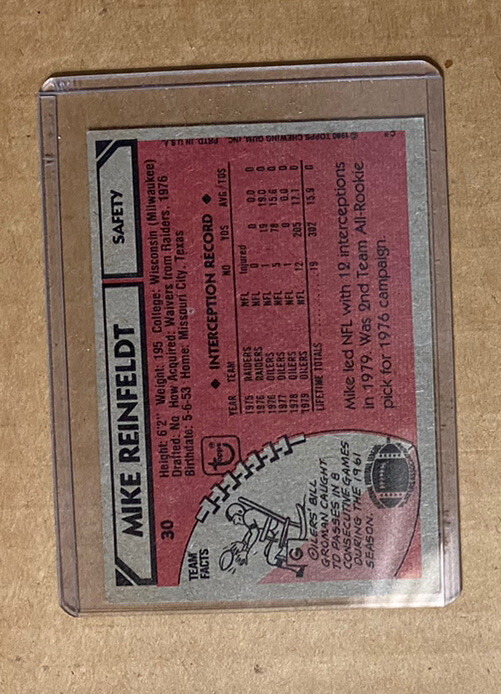 MIKE REINFELDT
SAFETY
30
Height: 6'2" Weight: 195 College: Wisconsin (Milwaukee)
Drafted: No How Acquired: Waivers from Raiders, 1976
Birthdate: 5-6-53 Home: Missouri City, Texas
topps
◆ INTERCEPTION RECORD ◆
YEAR TEAM NO YDS AVG/TDS
1975 RAIDERS NFL Injured
1976 RAIDERS NFL 0 0 0.0 0
1976 OILERS NFL 1 19 19.0 0
1977 OILERS NFL 5 78 15.6 0
1978 OILERS NFL 1 0 0.0 0
1979 OILERS NFL 12 205 17.1 0
LIFETIME TOTALS 19 302 15.9 0
TEAM
FACTS
G
OILERS' BILL
GROMAN CAUGHT
TD PASSES IN 8
CONSECUTIVE GAMES
DURING THE 1961
SEASON.
Mike led NFL with 12 interceptions
in 1979. Was 2nd Team All-Rookie
pick for 1976 campaign.
© 1980 TOPPS CHEWING GUM, INC. PRTD. IN U.S.A.